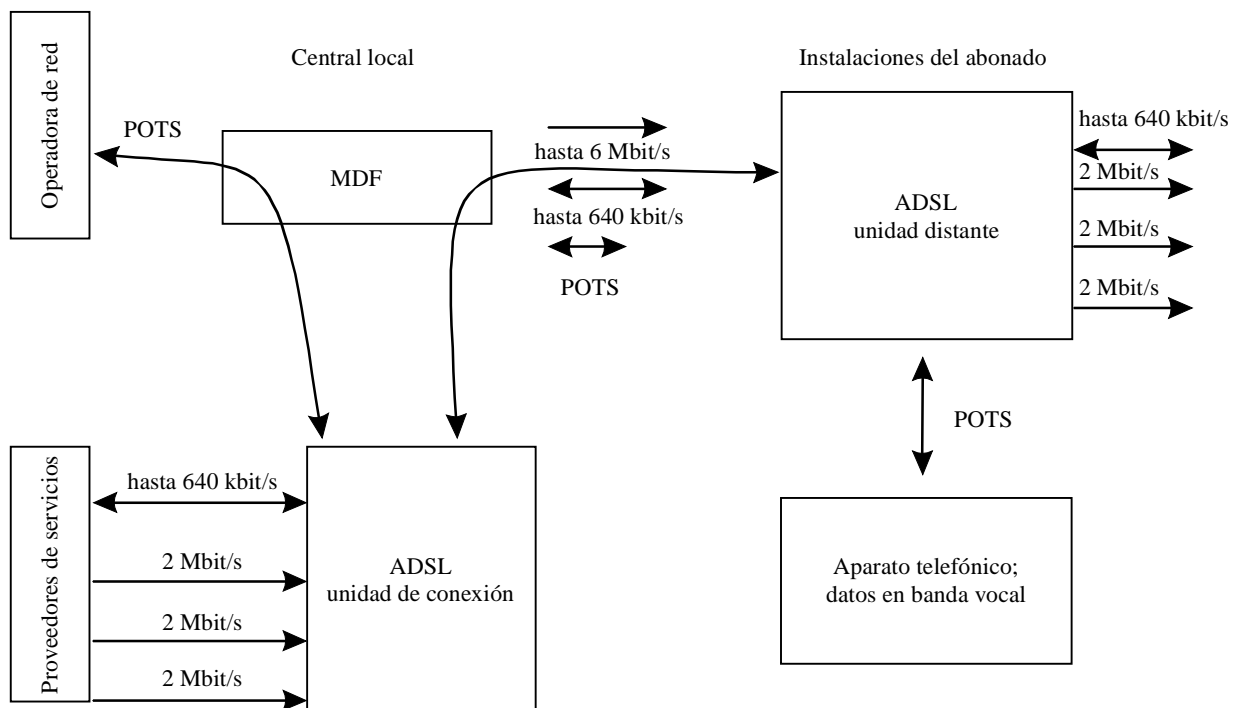 Operadora de red
Central local
Instalaciones del abonado
POTS
MDF
hasta 6 Mbit/s
hasta 640 kbit/s
POTS
ADSL
unidad distante
hasta 640 kbit/s
2 Mbit/s
2 Mbit/s
2 Mbit/s
POTS
Proveedores de servicios
hasta 640 kbit/s
2 Mbit/s
2 Mbit/s
2 Mbit/s
ADSL
unidad de conexión
Aparato telefónico;
datos en banda vocal